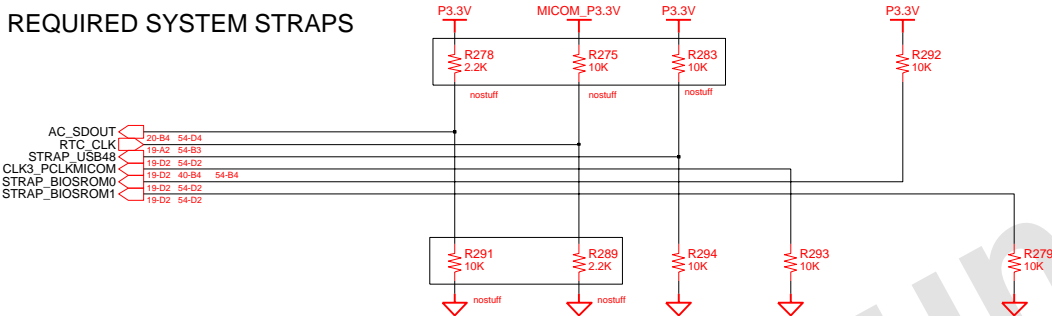 REQUIRED SYSTEM STRAPS
P3.3V
MICOM_P3.3V
P3.3V
P3.3V
R278
2.2K
R275
10K
R283
10K
R292
10K
nostuff
nostuff
nostuff
AC_SDOUT
20-B4 54-D4
RTC_CLK
19-A2 54-B3
STRAP_USB48
19-D2 54-D2
CLK3_PCLKMICOM
19-D2 40-B4 54-B4
STRAP_BIOSROM0
19-D2 54-D2
STRAP_BIOSROM1
19-D2 54-D2
R291
10K
R289
2.2K
R294
10K
R293
10K
R279
10K
nostuff
nostuff